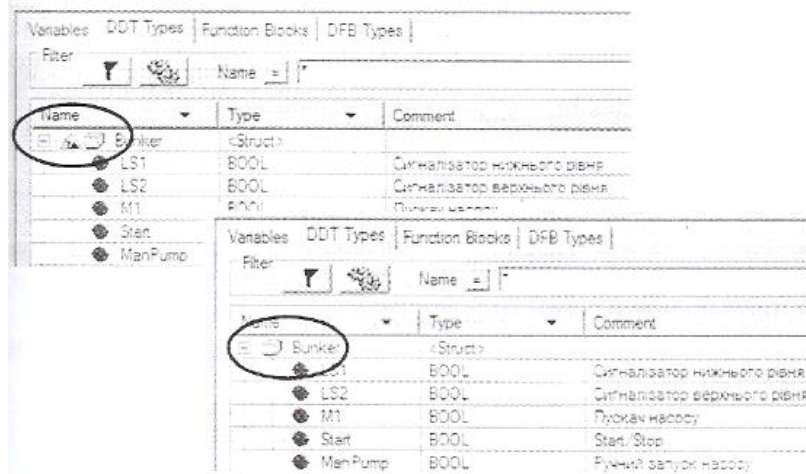 Variables DDT Types Function Blocks DFB Types
Filter
Name = *
Name Type Comment
Bunker <Struct>
LS1 BOOL Сигналізатор нижнього рівня
LS2 BOOL Сигналізатор верхнього рівня
M1 BOOL Пускач насосу
Start
ManPump
Variables DDT Types Function Blocks DFB Types
Filter
Name = *
Name Type Comment
Bunker <Struct>
LS1 BOOL Сигналізатор нижнього рівня
LS2 BOOL Сигналізатор верхнього рівня
M1 BOOL Пускач насосу
Start BOOL Start/Stop
ManPump BOOL Ручний запуск насосу